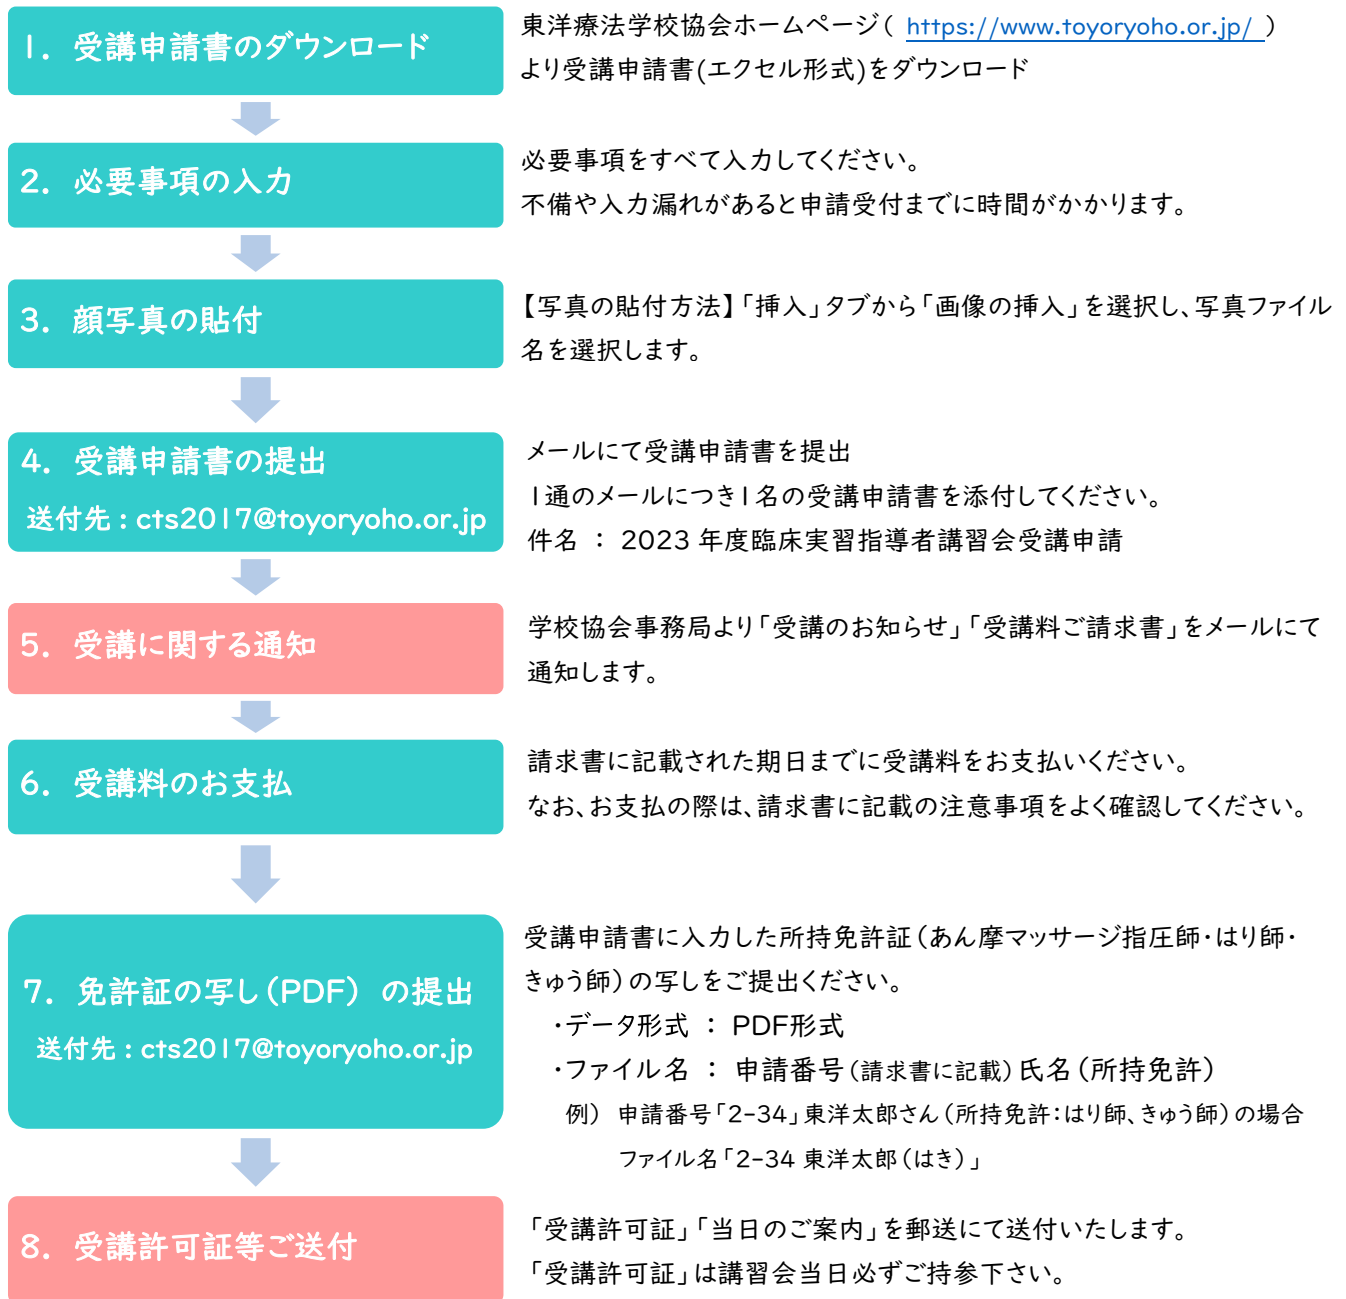 1. 受講申請書のダウンロード
東洋療法学校協会ホームページ( https://www.toyoryoho.or.jp/ )
より受講申請書(エクセル形式)をダウンロード
2. 必要事項の入力
必要事項をすべて入力してください。
不備や入力漏れがあると申請受付までに時間がかかります。
3. 顔写真の貼付
【写真の貼付方法】「挿入」タブから「画像の挿入」を選択し、写真ファイル
名を選択します。
4. 受講申請書の提出
送付先:cts2017@toyoryoho.or.jp
メールにて受講申請書を提出
1通のメールにつき1名の受講申請書を添付してください。
件名 : 2023 年度臨床実習指導者講習会受講申請
5. 受講に関する通知
学校協会事務局より「受講のお知らせ」「受講料ご請求書」をメールにて
通知します。
6. 受講料のお支払
請求書に記載された期日までに受講料をお支払いください。
なお、お支払の際は、請求書に記載の注意事項をよく確認してください。
7. 免許証の写し(PDF) の提出
送付先:cts2017@toyoryoho.or.jp
受講申請書に入力した所持免許証(あん摩マッサージ指圧師・はり師・
きゅう師)の写しをご提出ください。
・データ形式 : PDF形式
・ファイル名 : 申請番号(請求書に記載)氏名(所持免許)
例) 申請番号「2-34」東洋太郎さん(所持免許:はり師、きゅう師)の場合
ファイル名「2-34 東洋太郎(はき)」
8. 受講許可証等ご送付
「受講許可証」「当日のご案内」を郵送にて送付いたします。
「受講許可証」は講習会当日必ずご持参下さい。